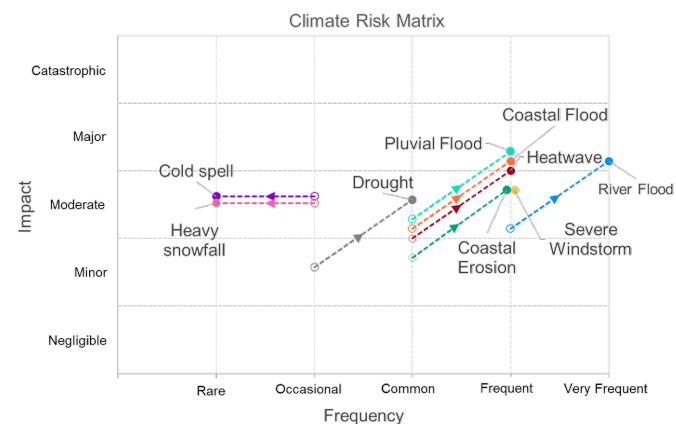 Climate Risk Matrix
Catastrophic
Major
Moderate
Minor
Negligible
Impact
Coastal Flood
Pluvial Flood
Heatwave
Cold spell
Drought
River Flood
Heavy
snowfall
Coastal
Erosion
Severe
Windstorm
Rare
Occasional
Common
Frequent
Very Frequent
Frequency